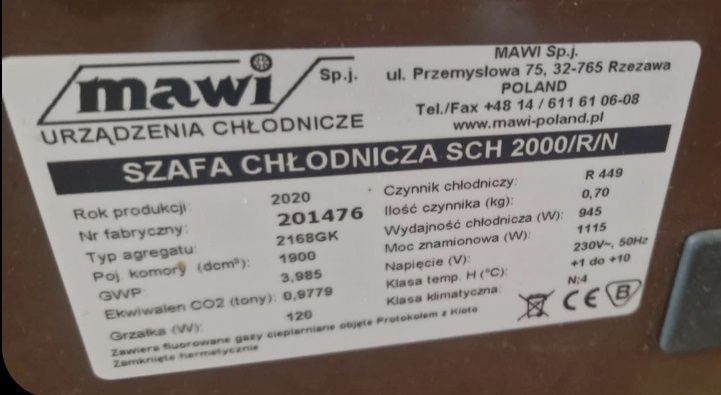 mawi Sp.j.
URZĄDZENIA CHŁODNICZE
MAWI Sp.j.
ul. Przemysłowa 75, 32-765 Rzezawa
POLAND
Tel./Fax +48 14 / 611 61 06-08
www.mawi-poland.pl
SZAFA CHŁODNICZA SCH 2000/R/N
Rok produkcji: 2020
Nr fabryczny: 201476
Typ agregatu: 2168GK
Poj. komory (dcm³): 1900
GWP: 3,985
Ekwiwalen CO2 (tony): 0,9779
Grzałka (W): 120
Czynnik chłodniczy: R 449
Ilość czynnika (kg): 0,70
Wydajność chłodnicza (W): 945
Moc znamionowa (W): 1115
Napięcie (V): 230V~, 50Hz
Klasa temp. H (°C): +1 do +10
Klasa klimatyczna: N;4
CE B
Zawiera fluorowane gazy cieplarniane objęte Protokołem z Kioto
Zamknięte hermetycznie